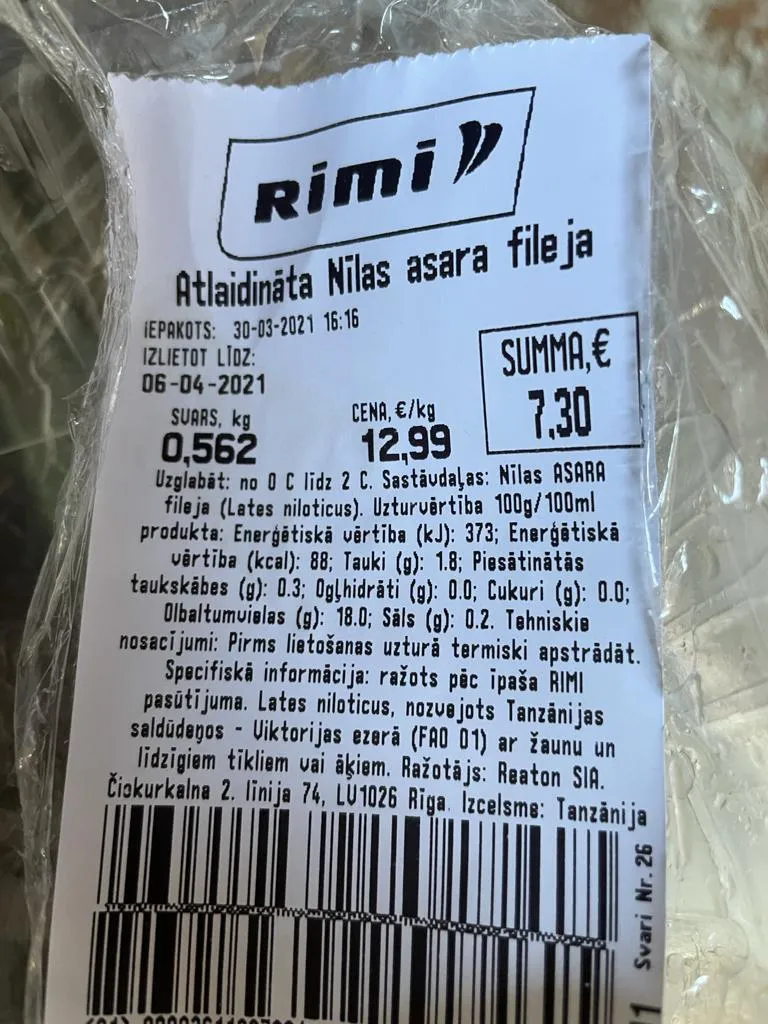 Rimi
Atlaidināta Nīlas asara fileja
IEPAKOTS: 30-03-2021 16:16
IZLIETOT LĪDZ:
06-04-2021
SUMMA,€
7,30
SVARS, kg
0,562
CENA, €/kg
12,99
Uzglabāt: no 0 C līdz 2 C. Sastāvdaļas: Nīlas ASARA
fileja (Lates niloticus). Uzturvērtība 100g/100ml
produkta: Enerģētiskā vērtība (kJ): 373; Enerģētiskā
vērtība (kcal): 88; Tauki (g): 1.8; Piesātinātās
taukskābes (g): 0.3; Ogļhidrāti (g): 0.0; Cukuri (g): 0.0;
Olbaltumvielas (g): 18.0; Sāls (g): 0.2. Tehniskie
nosacījumi: Pirms lietošanas uzturā termiski apstrādāt.
Specifiskā informācija: ražots pēc īpaša RIMI
pasūtījuma. Lates niloticus, nozvejots Tanzānijas
saldūdeņos - Viktorijas ezerā (FAO 01) ar žaunu un
līdzīgiem tīkliem vai āķiem. Ražotājs: Reaton SIA.
Čiekurkalna 2. līnija 74, LV1026 Rīga. Izcelsme: Tanzānija
Svari Nr. 26
1